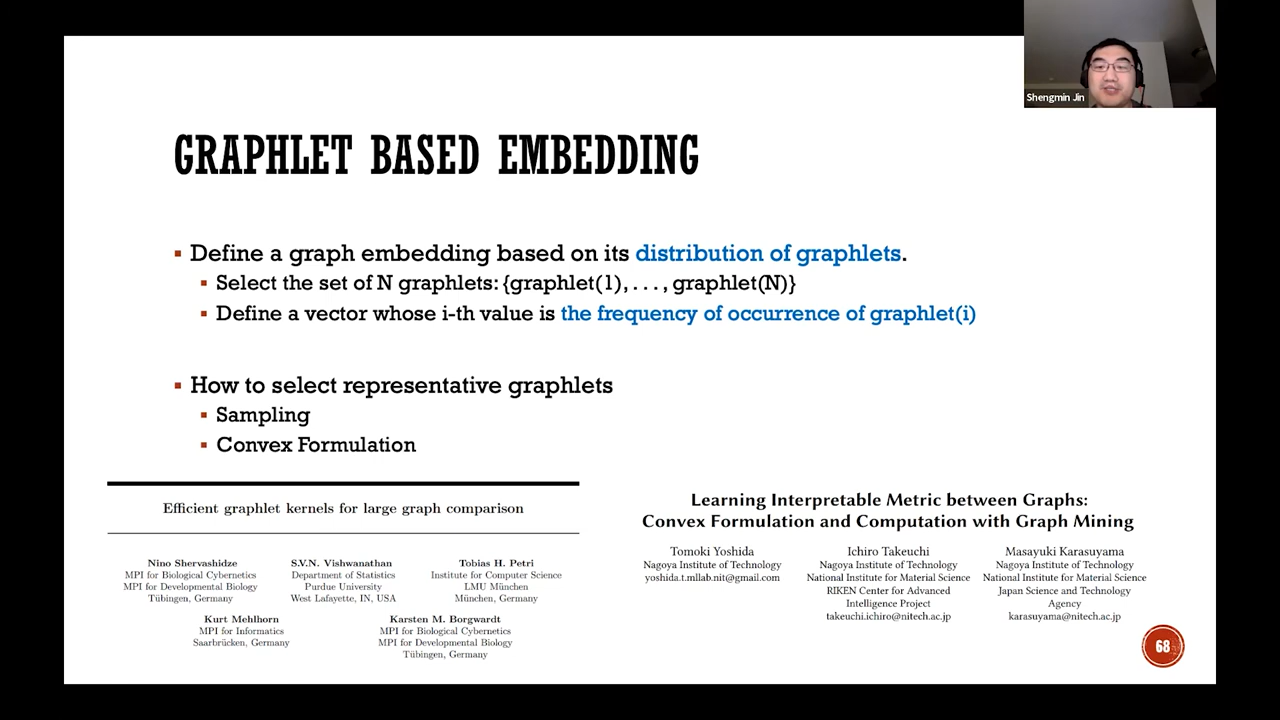 Shengmin Jin
GRAPHLET BASED EMBEDDING
▪ Define a graph embedding based on its distribution of graphlets.
▪ Select the set of N graphlets: {graphlet(1), . . . , graphlet(N)}
▪ Define a vector whose i-th value is the frequency of occurrence of graphlet(i)
▪ How to select representative graphlets
▪ Sampling
▪ Convex Formulation
Efficient graphlet kernels for large graph comparison
Nino Shervashidze
MPI for Biological Cybernetics
MPI for Developmental Biology
Tübingen, Germany
S.V.N. Vishwanathan
Department of Statistics
Purdue University
West Lafayette, IN, USA
Tobias H. Petri
Institute for Computer Science
LMU München
München, Germany
Kurt Mehlhorn
MPI for Informatics
Saarbrücken, Germany
Karsten M. Borgwardt
MPI for Biological Cybernetics
MPI for Developmental Biology
Tübingen, Germany
Learning Interpretable Metric between Graphs:
Convex Formulation and Computation with Graph Mining
Tomoki Yoshida
Nagoya Institute of Technology
yoshida.t.mllab.nit@gmail.com
Ichiro Takeuchi
Nagoya Institute of Technology
National Institute for Material Science
RIKEN Center for Advanced
Intelligence Project
takeuchi.ichiro@nitech.ac.jp
Masayuki Karasuyama
Nagoya Institute of Technology
National Institute for Material Science
Japan Science and Technology
Agency
karasuyama@nitech.ac.jp
68